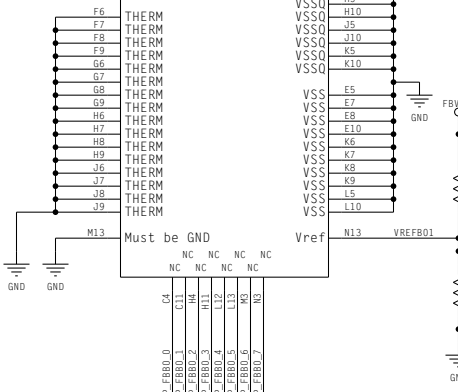 VSSQ
F6 THERM VSSQ H10
F7 THERM VSSQ J5
F8 THERM VSSQ J10
F9 THERM VSSQ K5
G6 THERM VSSQ K10
G7 THERM
G8 THERM VSS E5
G9 THERM VSS E7
H6 THERM VSS E8
H7 THERM VSS E10
H8 THERM VSS K6
H9 THERM VSS K7
J6 THERM VSS K8
J7 THERM VSS K9
J8 THERM VSS L5
J9 THERM VSS L10
GND
M13 Must be GND Vref N13 VREFB01
NC NC NC NC
NC NC NC NC
GND GND
C4 C11 H4 H11 L12 L13 M3 N3
FBB0_0
FBB0_1
FBB0_2
FBB0_3
FBB0_4
FBB0_5
FBB0_6
FBB0_7